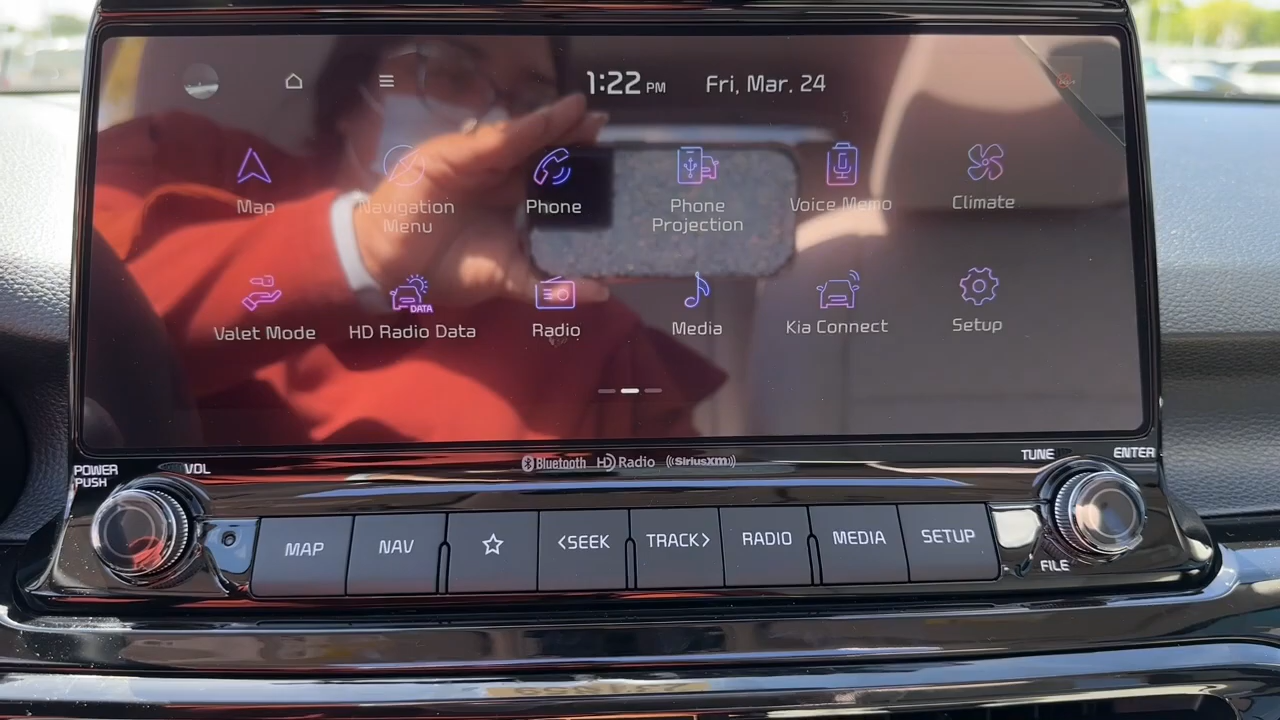 1:22 PM Fri, Mar. 24
Map
Navigation
Menu
Phone
Phone
Projection
Voice Memo
Climate
Valet Mode
DATA
HD Radio Data
Radio
Media
Kia Connect
Setup
POWER
PUSH
VOL
Bluetooth HD Radio ((SiriusXM))
TUNE
ENTER
MAP
NAV
<SEEK
TRACK>
RADIO
MEDIA
SETUP
FILE